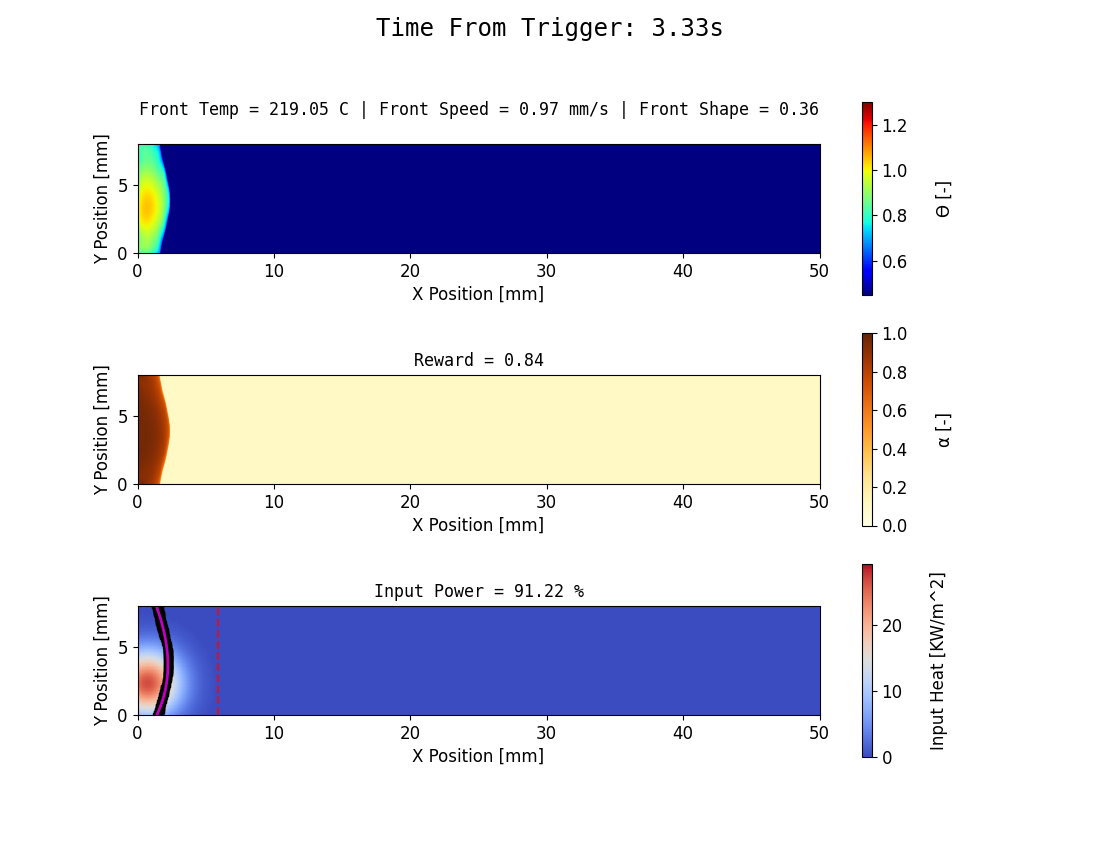 Time From Trigger: 3.33s
Front Temp = 219.05 C | Front Speed = 0.97 mm/s | Front Shape = 0.36
Y Position [mm]
5
0
0 10 20 30 40 50
X Position [mm]
1.2
1.0
0.8
0.6
Θ [-]
Reward = 0.84
Y Position [mm]
5
0
0 10 20 30 40 50
X Position [mm]
1.0
0.8
0.6
0.4
0.2
0.0
α [-]
Input Power = 91.22 %
Y Position [mm]
5
0
0 10 20 30 40 50
X Position [mm]
20
10
0
Input Heat [KW/m^2]